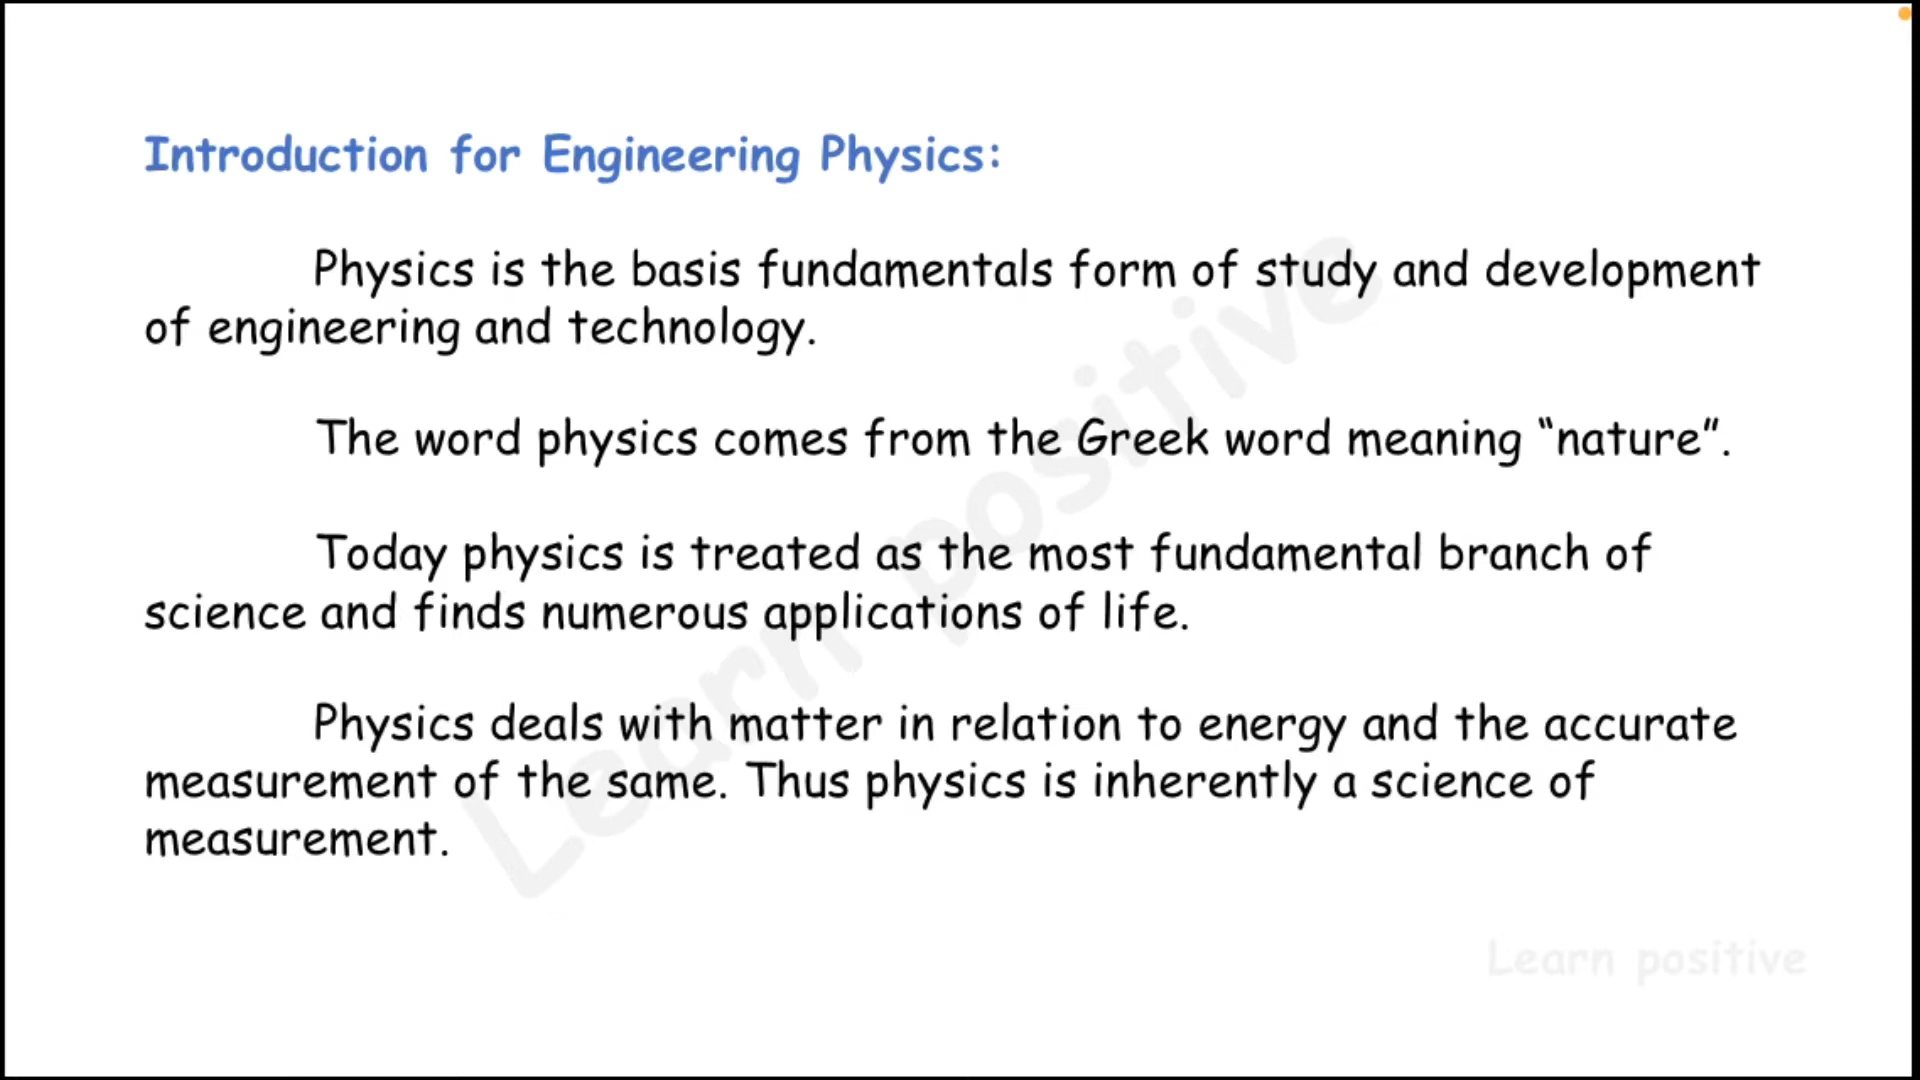 Introduction for Engineering Physics:
Physics is the basis fundamentals form of study and development
of engineering and technology.
The word physics comes from the Greek word meaning “nature”.
Today physics is treated as the most fundamental branch of
science and finds numerous applications of life.
Physics deals with matter in relation to energy and the accurate
measurement of the same. Thus physics is inherently a science of
measurement.
Learn positive
Learn positive